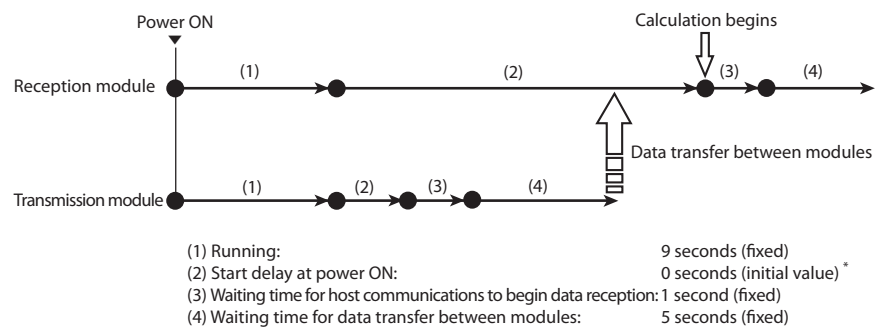 Power ON
Calculation begins
(1) (2) (3) (4)
Reception module
Data transfer between modules
(1) (2) (3) (4)
Transmission module
(1) Running: 9 seconds (fixed)
(2) Start delay at power ON: 0 seconds (initial value) *
(3) Waiting time for host communications to begin data reception: 1 second (fixed)
(4) Waiting time for data transfer between modules: 5 seconds (fixed)